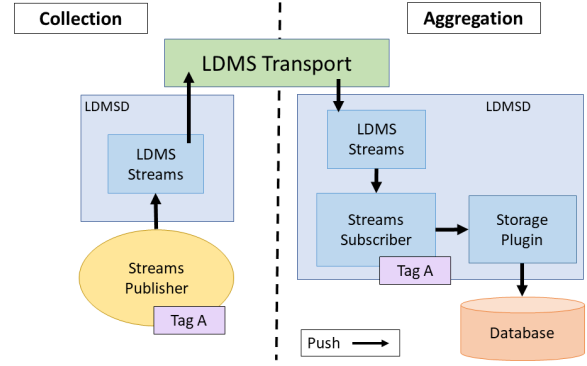 Collection
Aggregation
LDMS Transport
LDMSD
LDMS
Streams
Streams
Publisher
Tag A
LDMSD
LDMS
Streams
Streams
Subscriber
Tag A
Storage
Plugin
Database
Push